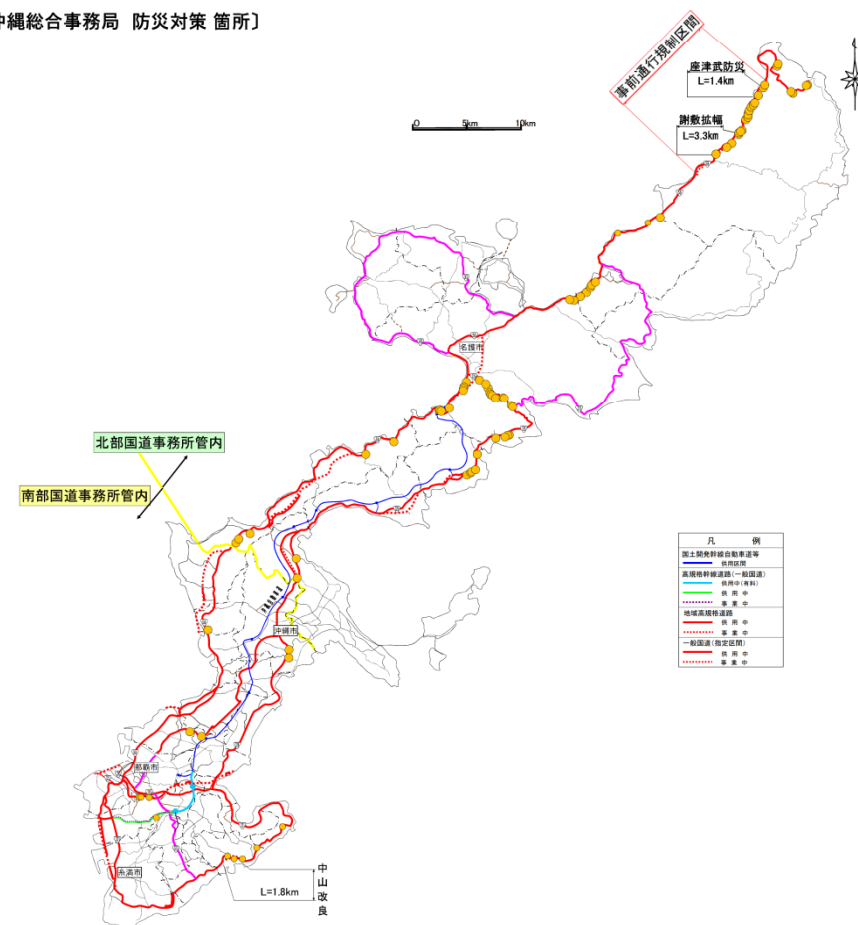 沖縄総合事務局 防災対策 箇所〕
事前通行規制区間
座津武防災
L=1.4km
謝敷拡幅
L=3.3km
0 5km 10km
名護市
北部国道事務所管内
南部国道事務所管内
沖縄市
那覇市
糸満市
中山改良
L=1.8km
凡 例
国土開発幹線自動車道等
供用区間
高規格幹線道路(一般国道)
供用中(有料)
供 用 中
事 業 中
地域高規格道路
供 用 中
事 業 中
一般国道(指定区間)
供 用 中
事 業 中